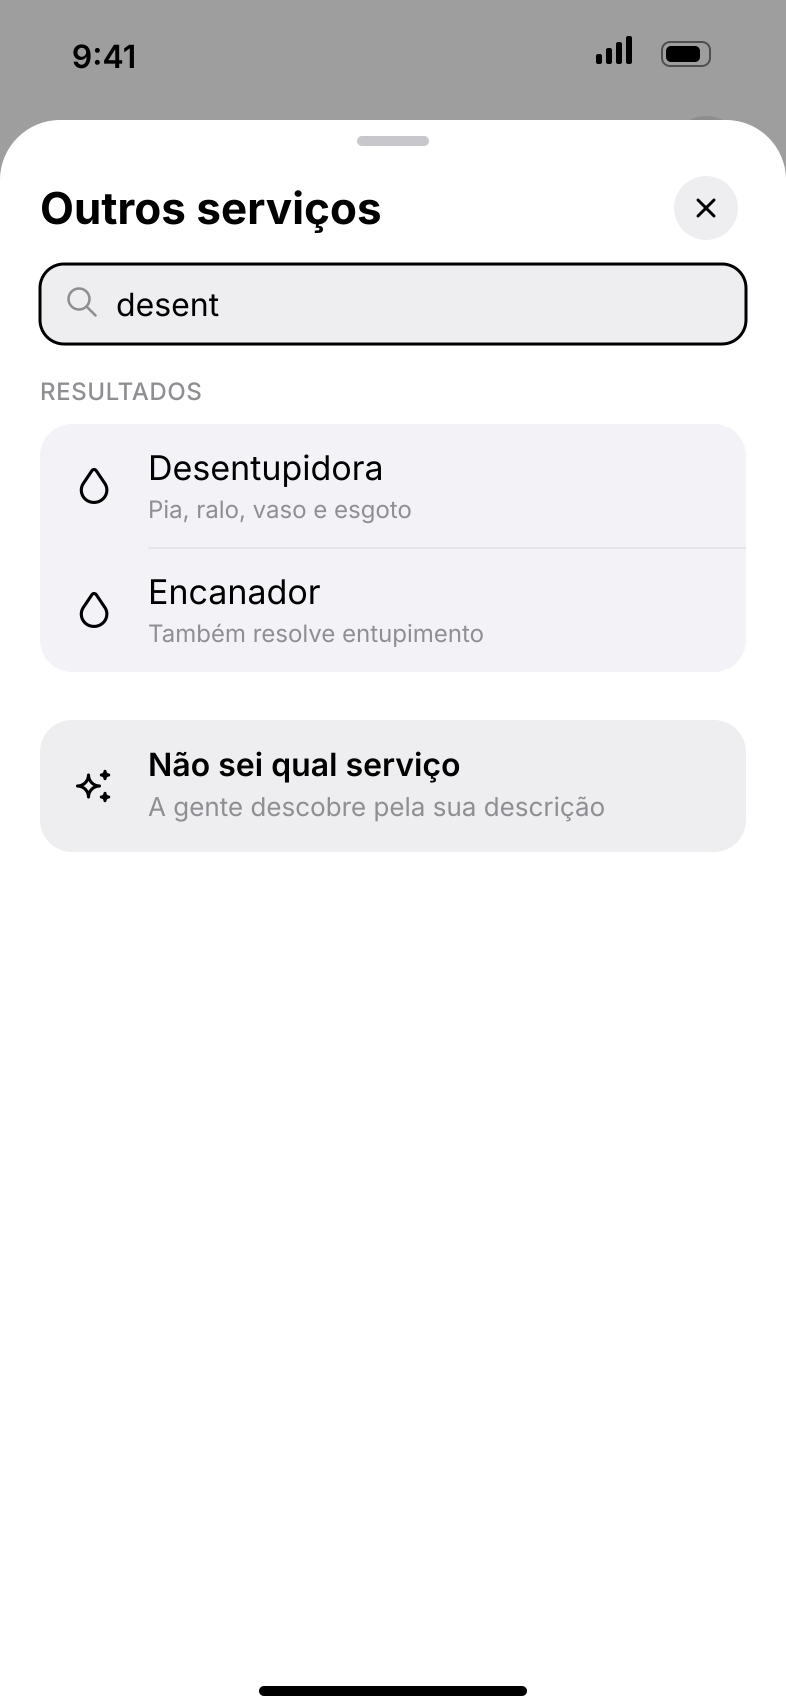 9:41
Outros serviços
desent
RESULTADOS
Desentupidora
Pia, ralo, vaso e esgoto
Encanador
Também resolve entupimento
Não sei qual serviço
A gente descobre pela sua descrição